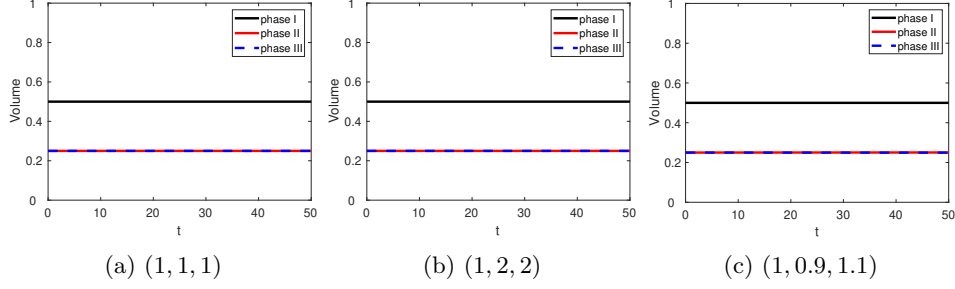 1
0.8
0.6
0.4
0.2
0
Volume
0 10 20 30 40 50
t
phase I
phase II
phase III
(a) (1, 1, 1)
1
0.8
0.6
0.4
0.2
0
Volume
0 10 20 30 40 50
t
phase I
phase II
phase III
(b) (1, 2, 2)
1
0.8
0.6
0.4
0.2
0
Volume
0 10 20 30 40 50
t
phase I
phase II
phase III
(c) (1, 0.9, 1.1)